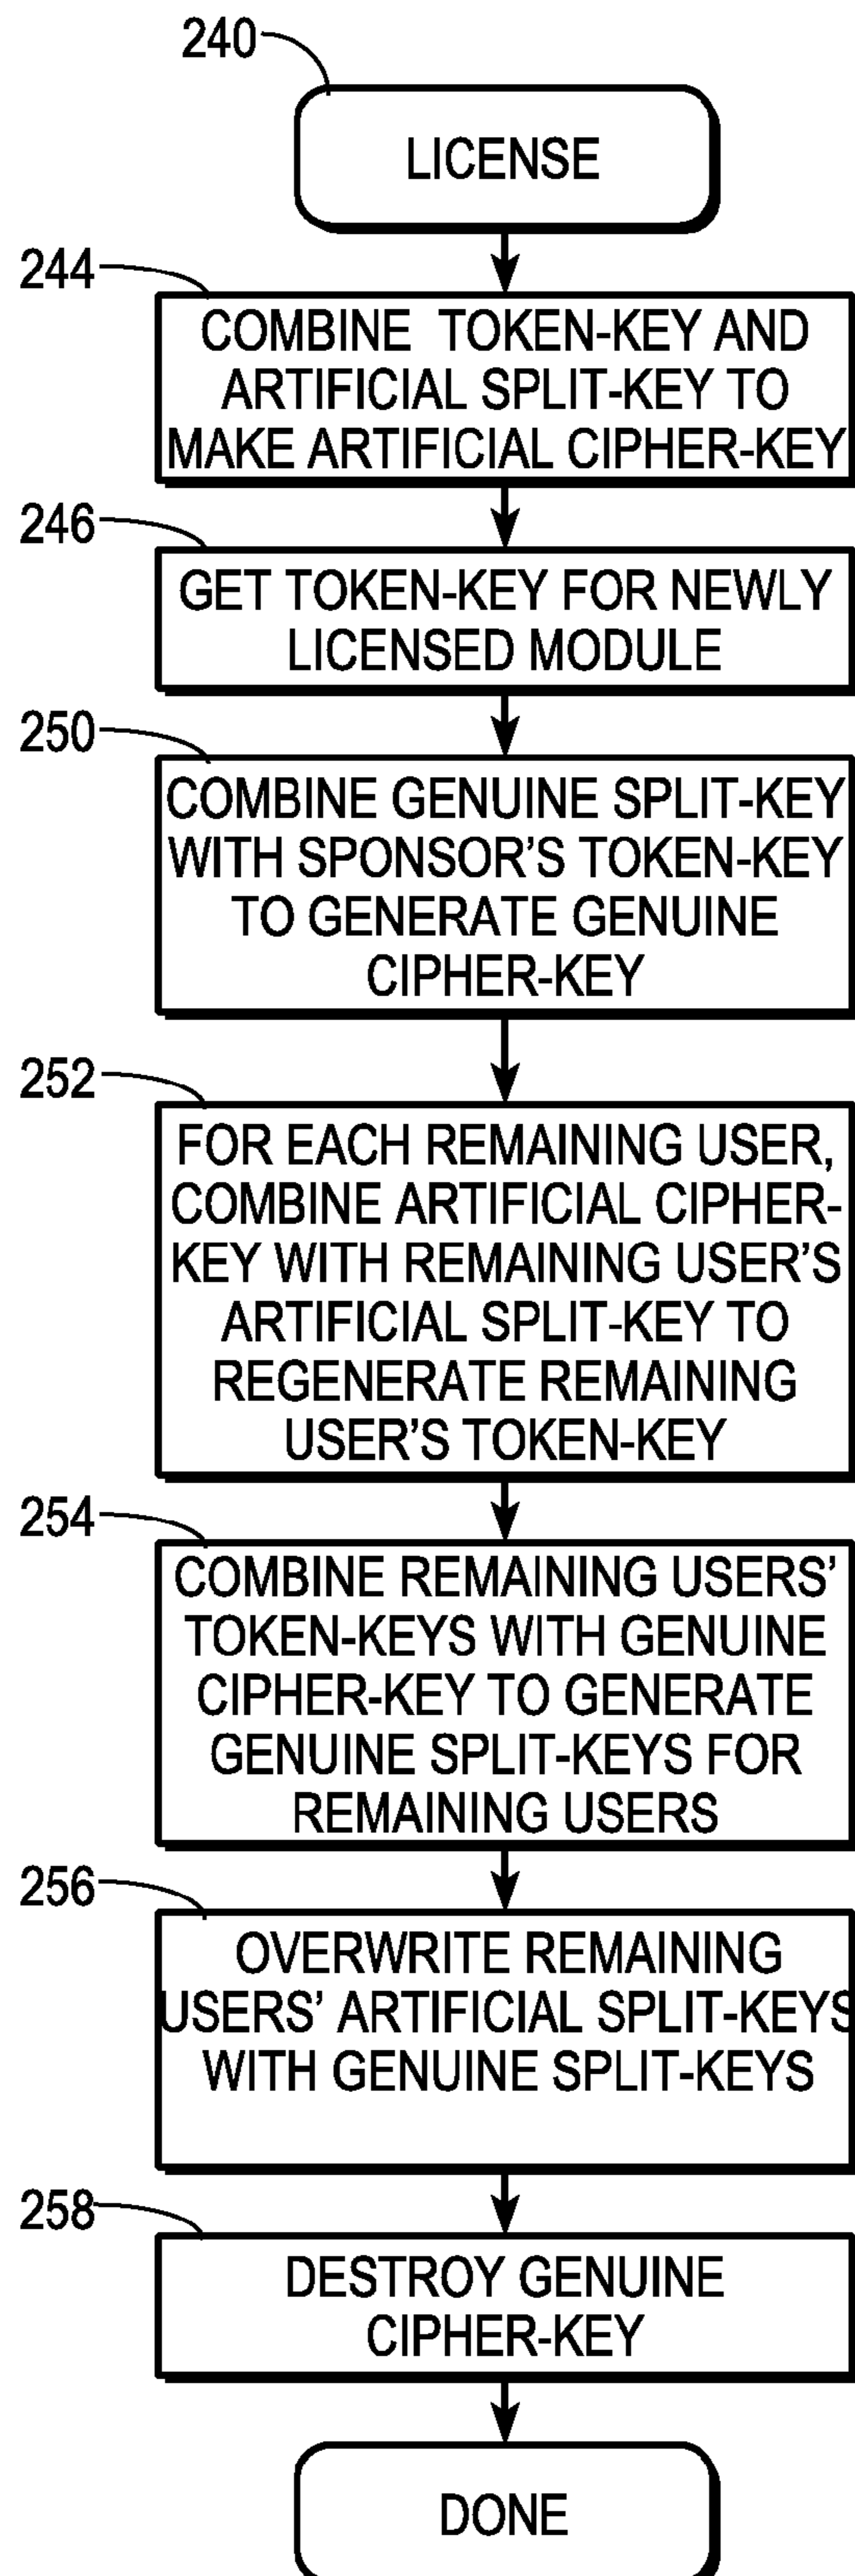 240
LICENSE
244
COMBINE TOKEN-KEY AND
ARTIFICIAL SPLIT-KEY TO
MAKE ARTIFICIAL CIPHER-KEY
246
GET TOKEN-KEY FOR NEWLY
LICENSED MODULE
250
COMBINE GENUINE SPLIT-KEY
WITH SPONSOR'S TOKEN-KEY
TO GENERATE GENUINE
CIPHER-KEY
252
FOR EACH REMAINING USER,
COMBINE ARTIFICIAL CIPHER-
KEY WITH REMAINING USER'S
ARTIFICIAL SPLIT-KEY TO
REGENERATE REMAINING
USER'S TOKEN-KEY
254
COMBINE REMAINING USERS'
TOKEN-KEYS WITH GENUINE
CIPHER-KEY TO GENERATE
GENUINE SPLIT-KEYS FOR
REMAINING USERS
256
OVERWRITE REMAINING
USERS' ARTIFICIAL SPLIT-KEYS
WITH GENUINE SPLIT-KEYS
258
DESTROY GENUINE
CIPHER-KEY
DONE